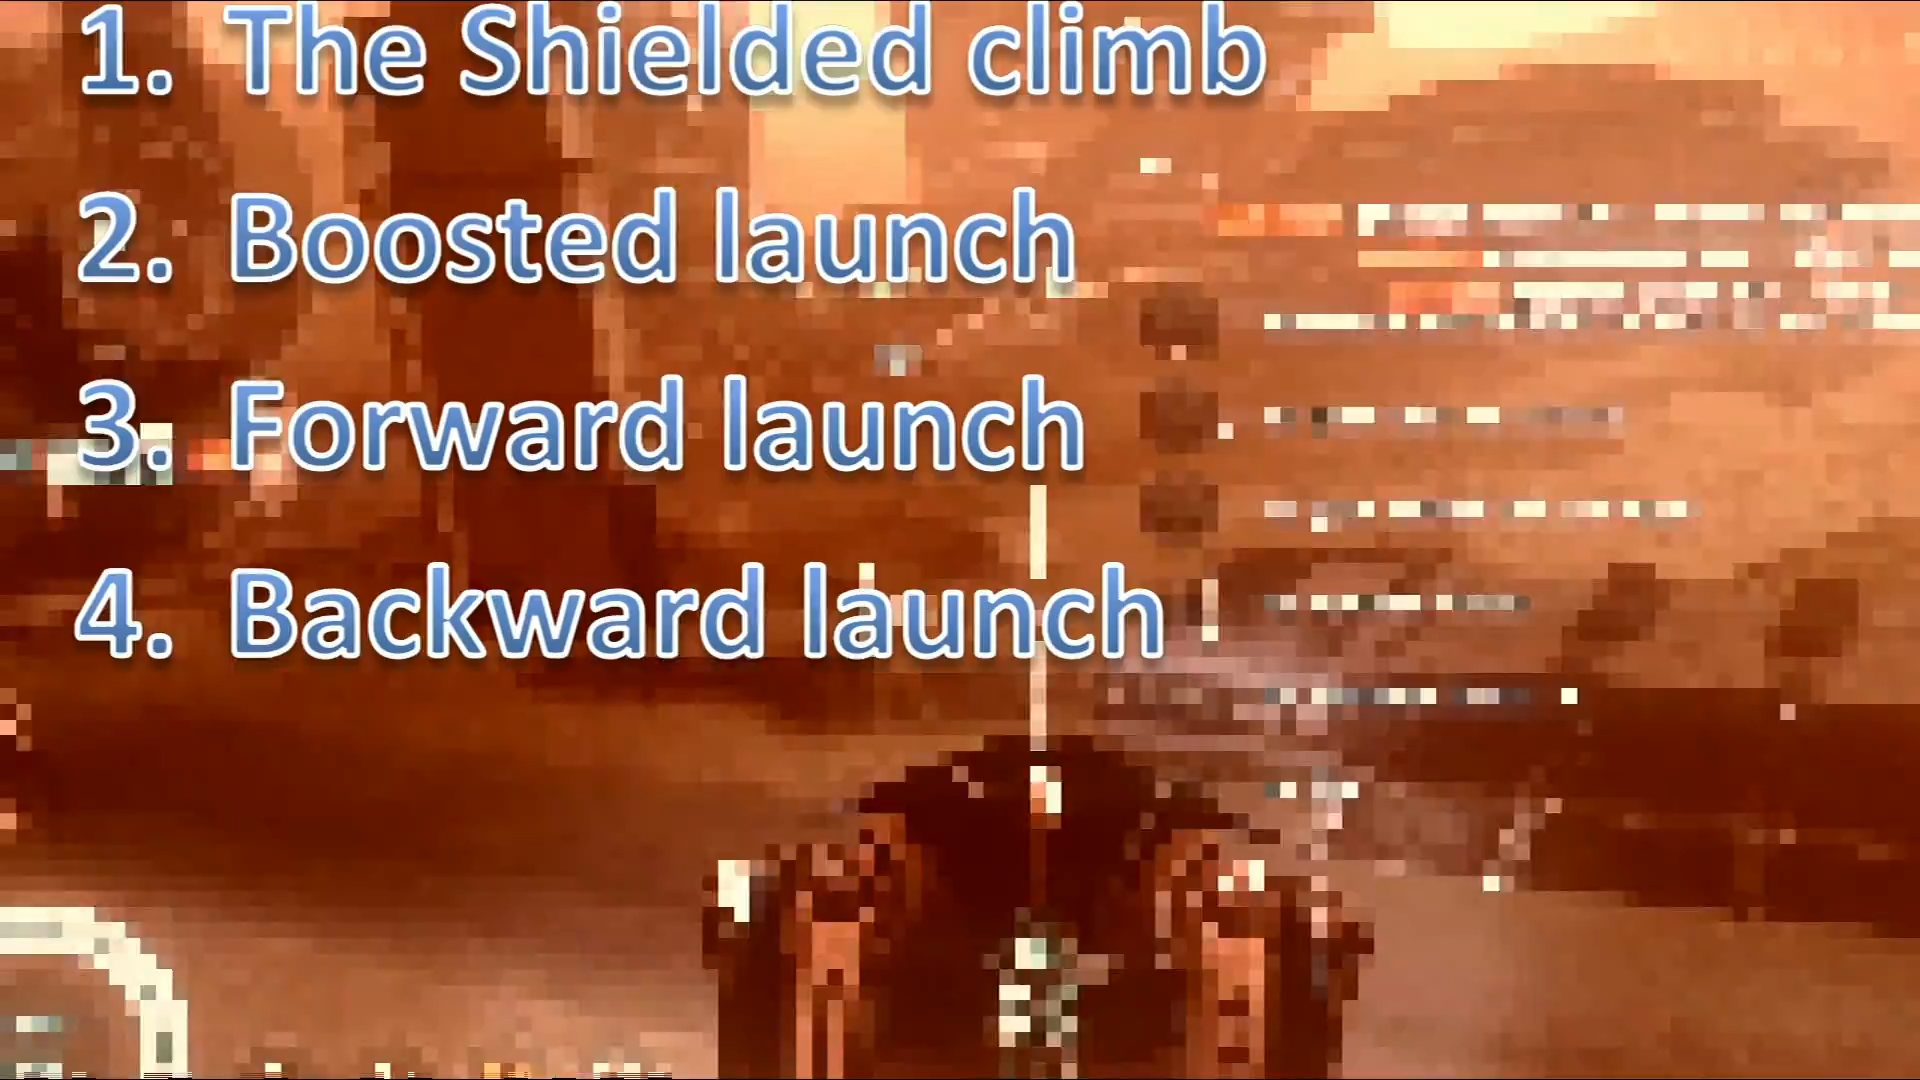 1. The Shielded climb
2. Boosted launch
3. Forward launch
4. Backward launch